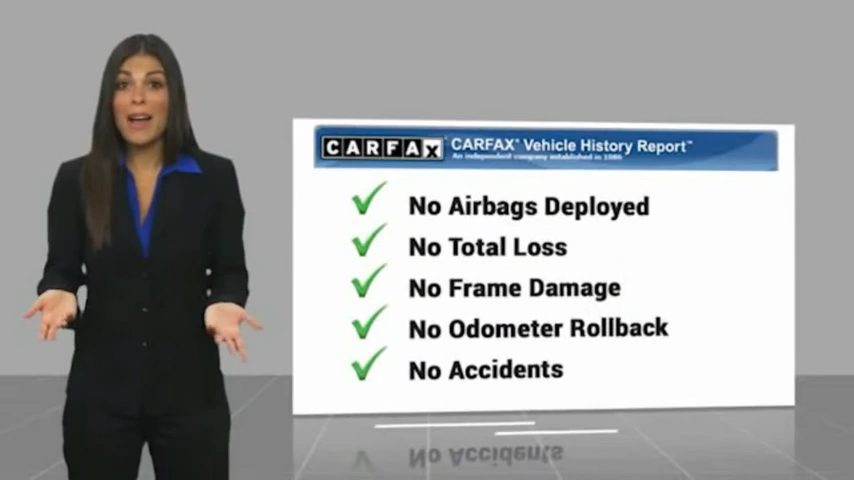 CARFAX CARFAX® Vehicle History Report™
An independent company established in 1986
No Airbags Deployed
No Total Loss
No Frame Damage
No Odometer Rollback
No Accidents
No Accidents